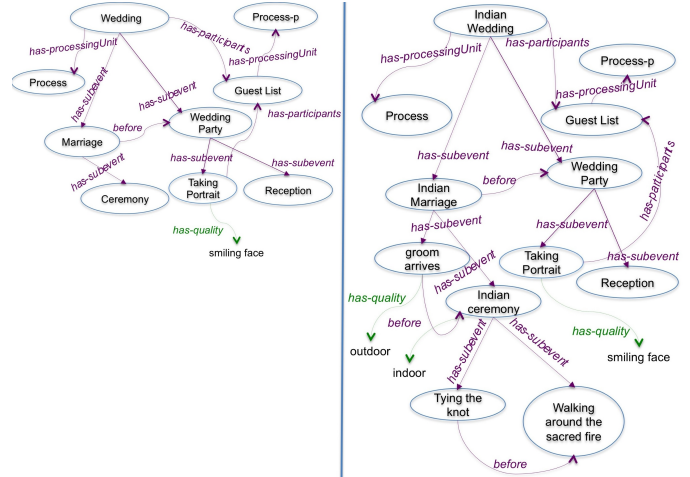 Wedding
Process-p
has-participants
has-processingUnit
has-processingUnit
Process
has-subevent
has-subevent
Guest List
Marriage
before
Wedding
Party
has-participants
has-subevent
has-subevent
has-subevent
Ceremony
Taking
Portrait
Reception
has-quality
smiling face
Indian
Wedding
has-processingUnit
has-participants
Process-p
has-processingUnit
Process
Guest List
has-subevent
has-subevent
before
Wedding
Party
has-participants
Indian
Marriage
has-subevent
has-subevent
has-subevent
has-subevent
groom
arrives
Taking
Portrait
Reception
has-quality
Indian
ceremony
before
has-quality
outdoor
indoor
smiling face
has-subevent
has-subevent
Tying the
knot
Walking
around the
sacred fire
before